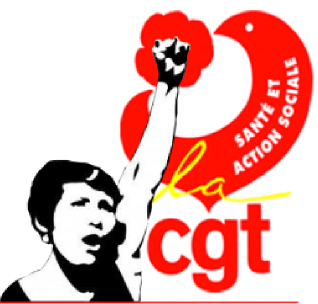 SANTÉ ET
ACTION SOCIALE
la
cgt